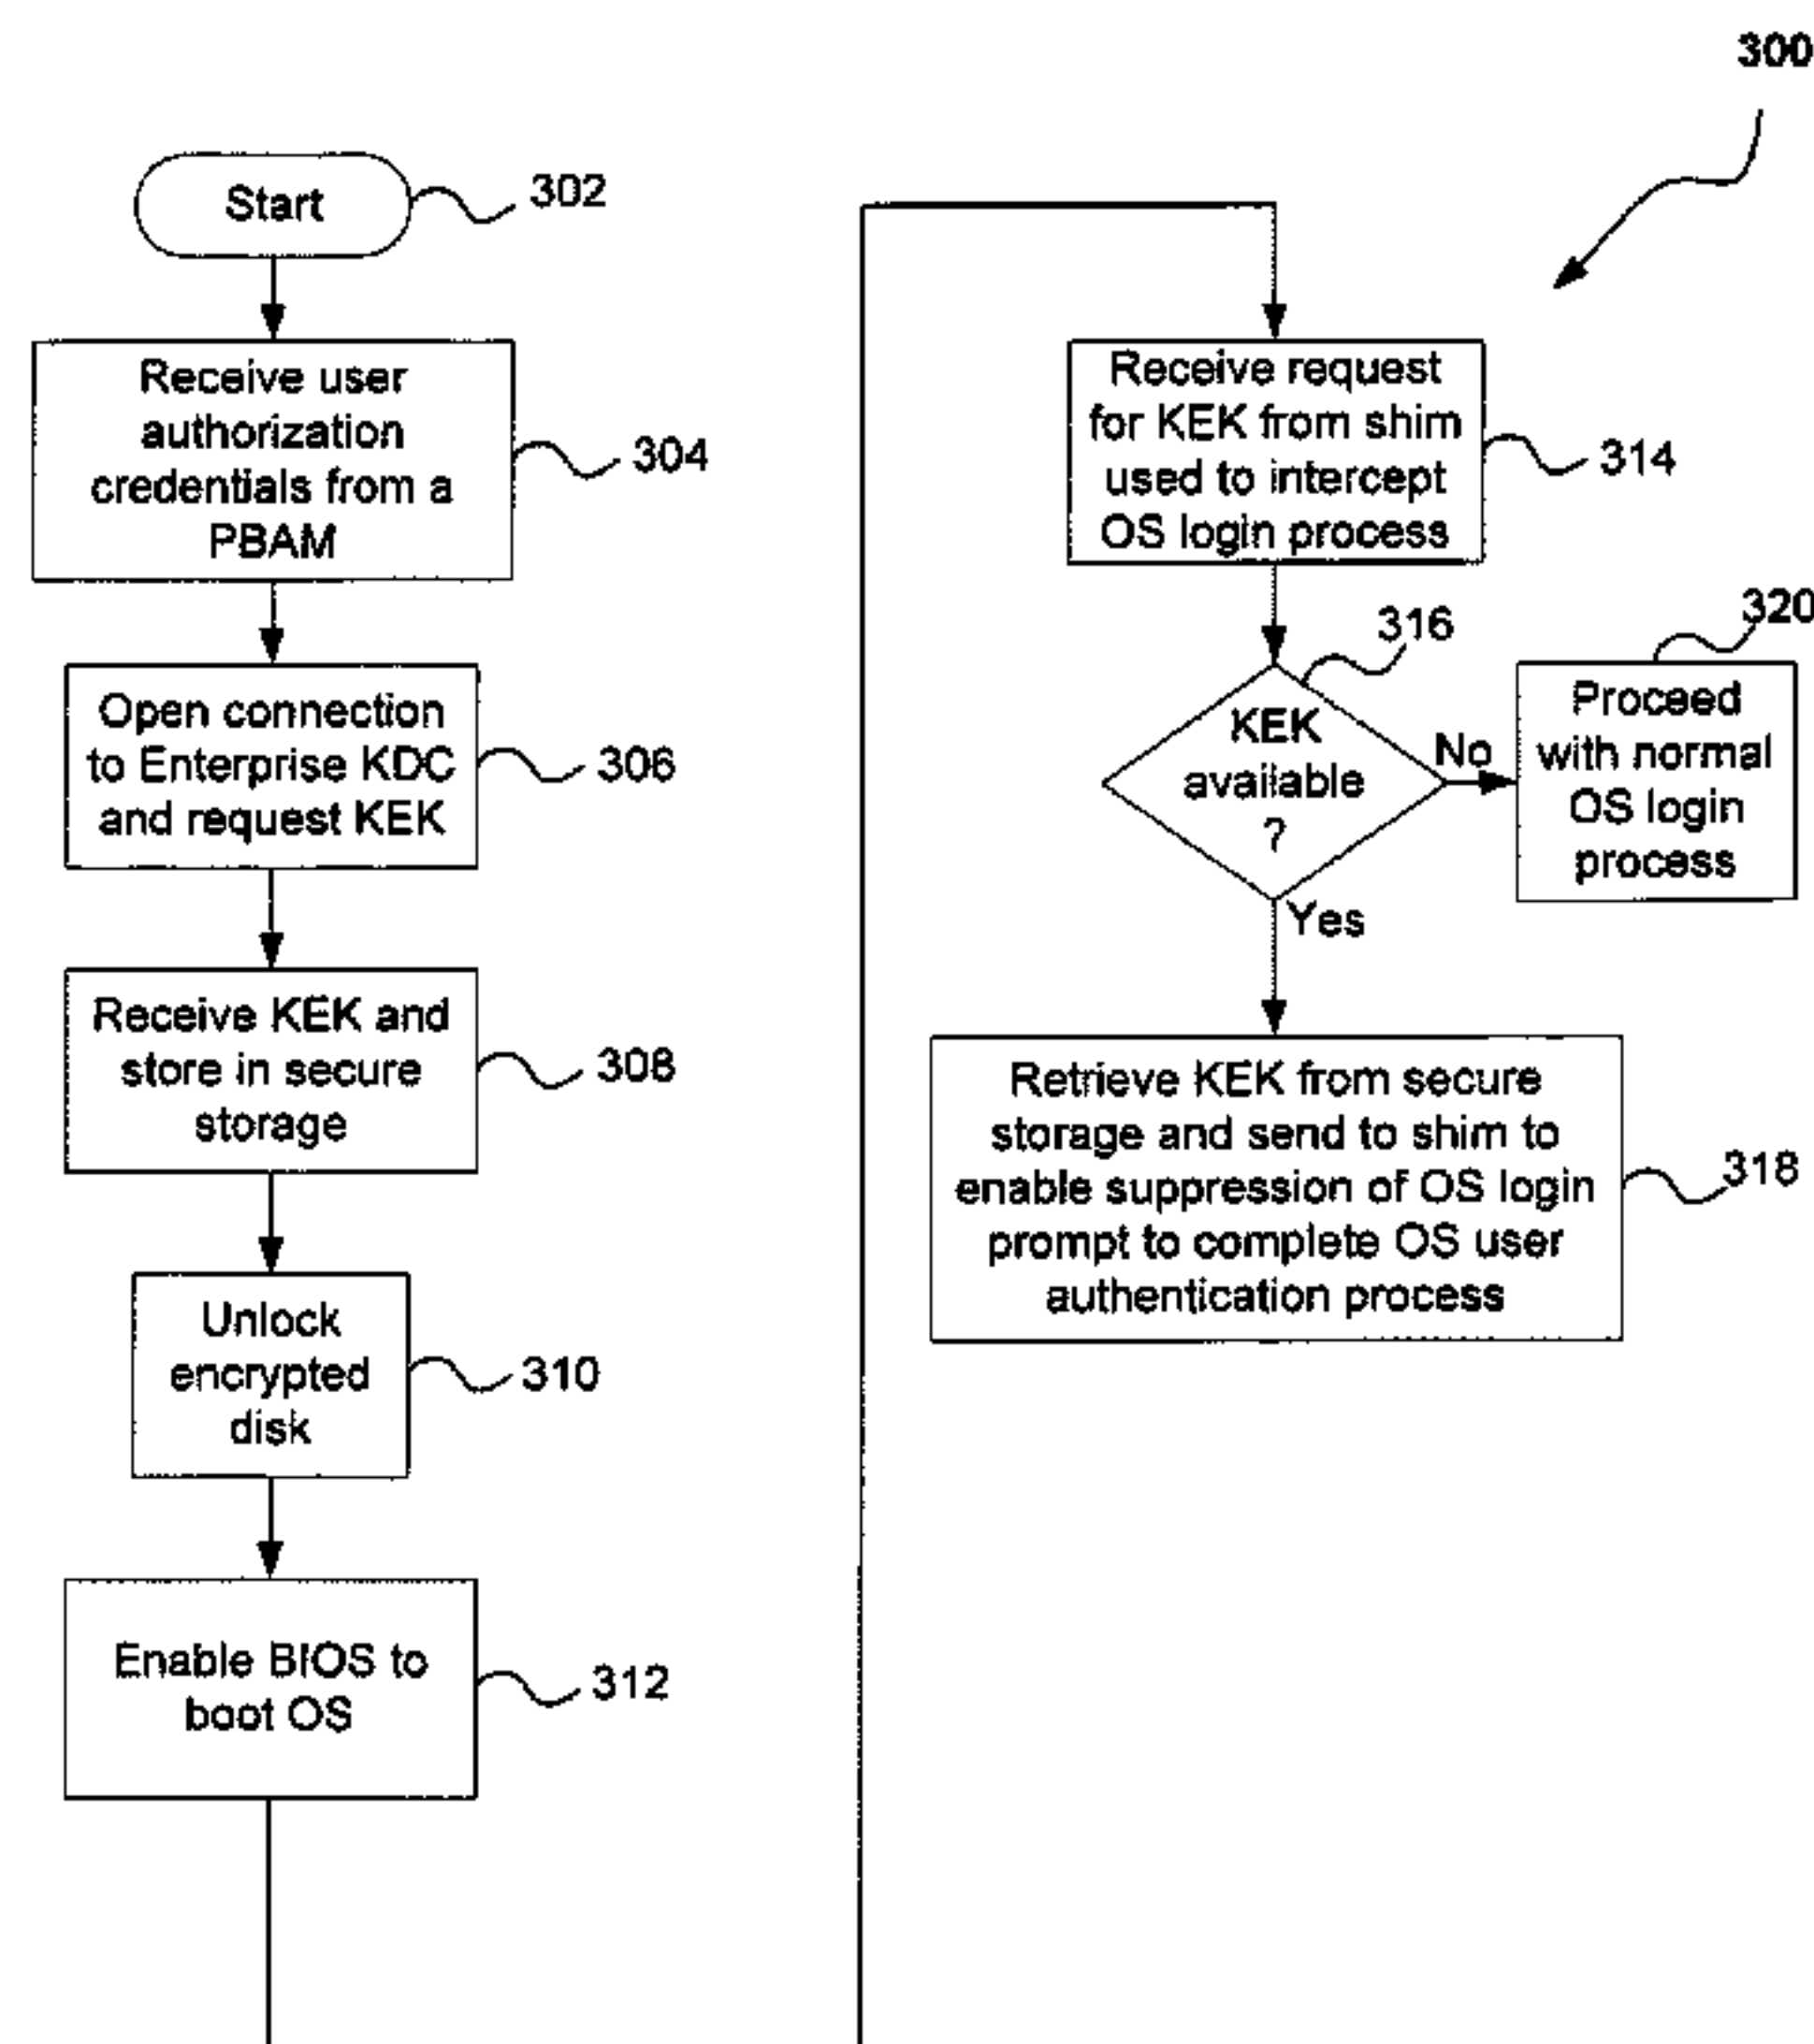 300
Start
302
Receive user
authorization
credentials from a
PBAM
304
Open connection
to Enterprise KDC
and request KEK
306
Receive KEK and
store in secure
storage
308
Unlock
encrypted
disk
310
Enable BIOS to
boot OS
312
Receive request
for KEK from shim
used to intercept
OS login process
314
316
KEK
available
?
No
320
Proceed
with normal
OS login
process
Yes
Retrieve KEK from secure
storage and send to shim to
enable suppression of OS login
prompt to complete OS user
authentication process
318